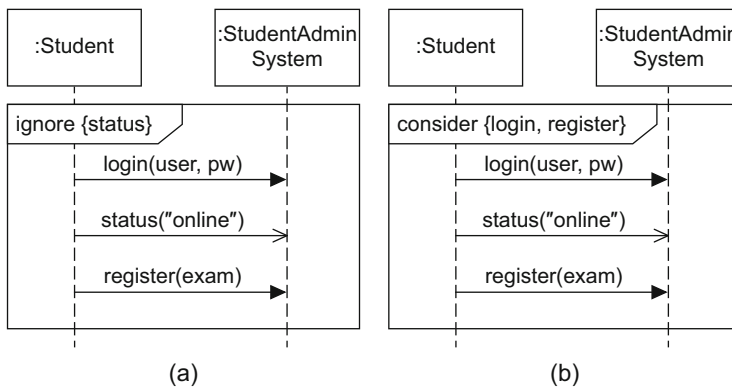 :Student
:StudentAdmin
System
ignore {status}
login(user, pw)
status("online")
register(exam)
(a)
:Student
:StudentAdmin
System
consider {login, register}
login(user, pw)
status("online")
register(exam)
(b)